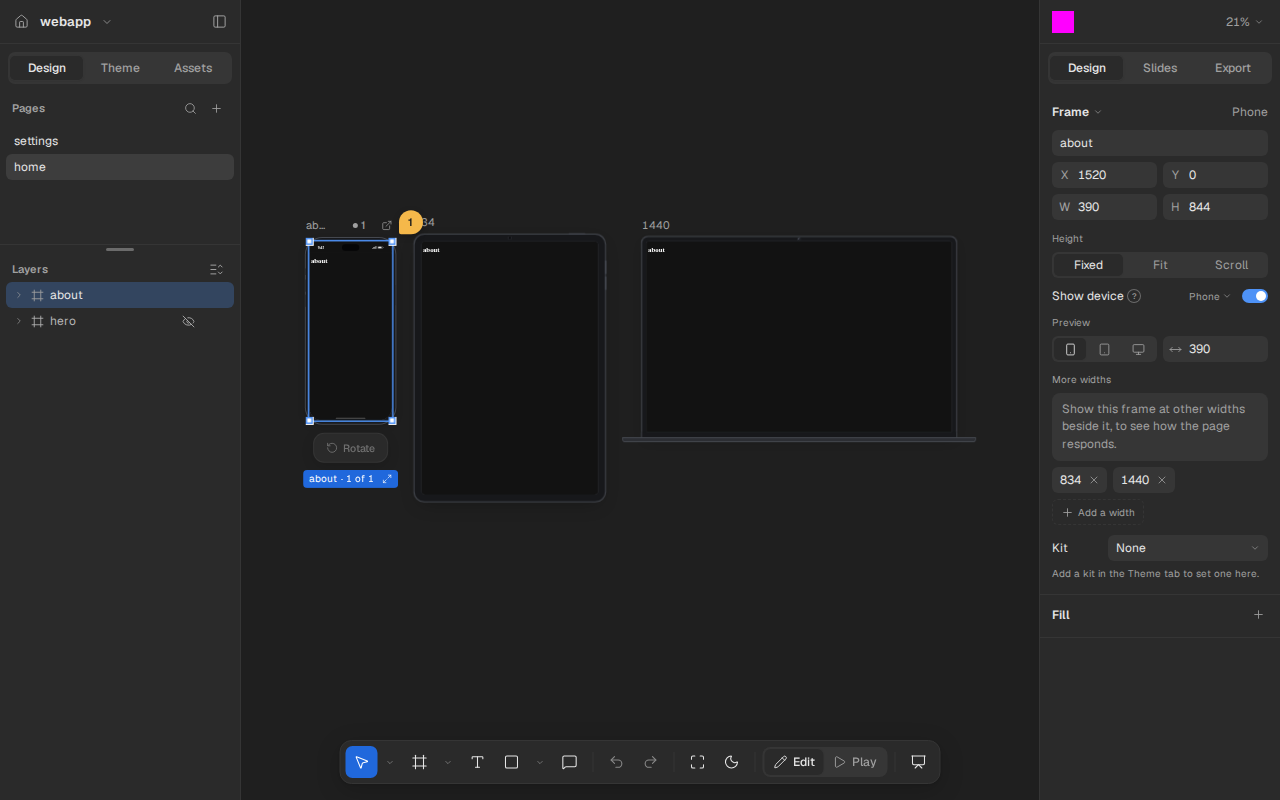 webapp
Design
Theme
Assets
Pages
settings
home
Layers
about
hero
ab...
1
1
34
1440
about
about
about
Rotate
about - 1 of 1
Edit
Play
21%
Design
Slides
Export
Frame
Phone
about
X 1520
Y 0
W 390
H 844
Height
Fixed
Fit
Scroll
Show device ?
Phone
Preview
390
More widths
Show this frame at other widths
beside it, to see how the page
responds.
834
1440
Add a width
Kit
None
Add a kit in the Theme tab to set one here.
Fill